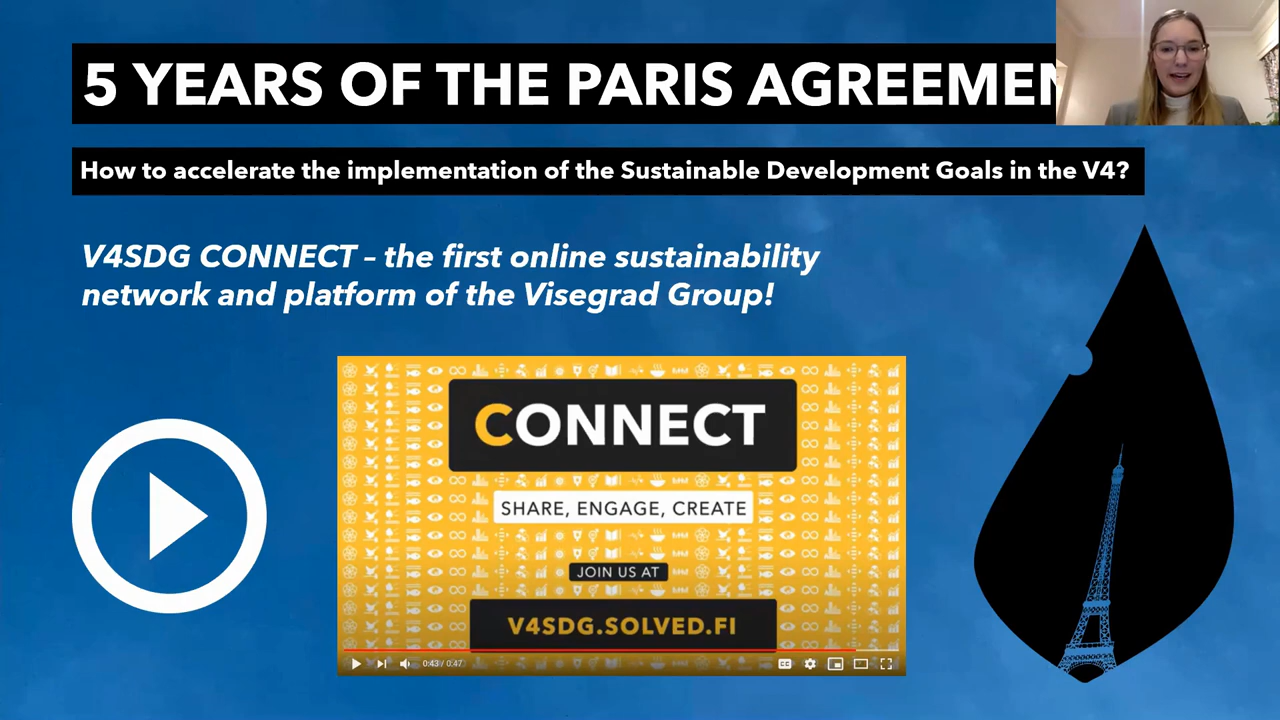 5 YEARS OF THE PARIS AGREEMEN
How to accelerate the implementation of the Sustainable Development Goals in the V4?
V4SDG CONNECT – the first online sustainability
network and platform of the Visegrad Group!
CONNECT
SHARE, ENGAGE, CREATE
JOIN US AT
V4SDG.SOLVED.FI
0:43 / 0:47
CC